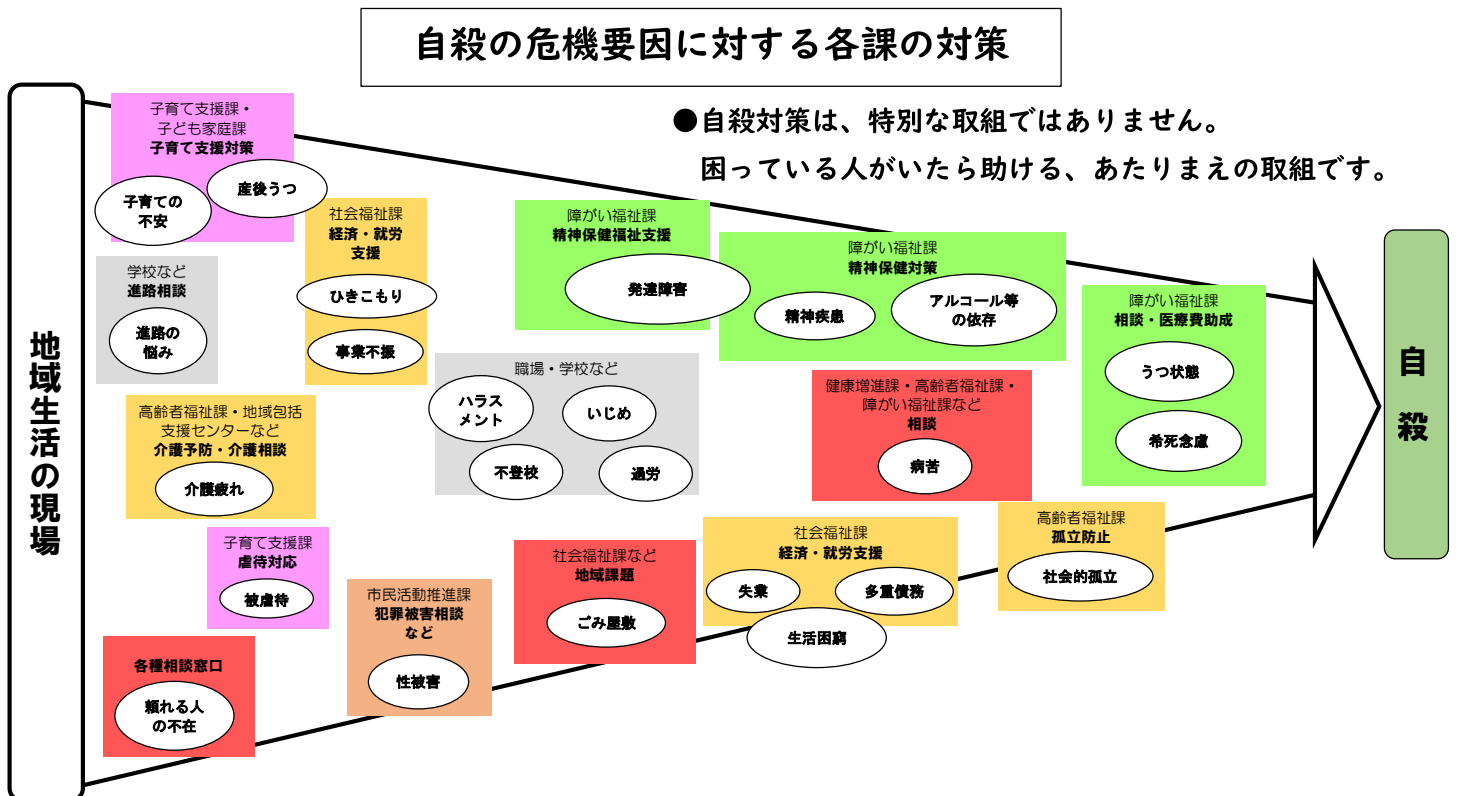 自殺の危機要因に対する各課の対策
●自殺対策は、特別な取組ではありません。
困っている人がいたら助ける、あたりまえの取組です。
地域生活の現場
子育て支援課・
子ども家庭課
子育て支援対策
子育ての
不安
産後うつ
社会福祉課
経済・就労
支援
ひきこもり
事業不振
学校など
進路相談
進路の
悩み
障がい福祉課
精神保健福祉支援
発達障害
障がい福祉課
精神保健対策
精神疾患
アルコール等
の依存
障がい福祉課
相談・医療費助成
うつ状態
希死念慮
職場・学校など
ハラス
メント
いじめ
不登校
過労
健康増進課・高齢者福祉課・
障がい福祉課など
相談
病苦
高齢者福祉課・地域包括
支援センターなど
介護予防・介護相談
介護疲れ
子育て支援課
虐待対応
被虐待
市民活動推進課
犯罪被害相談
など
性被害
社会福祉課など
地域課題
ごみ屋敷
社会福祉課
経済・就労支援
失業
多重債務
生活困窮
高齢者福祉課
孤立防止
社会的孤立
各種相談窓口
頼れる人
の不在
自殺